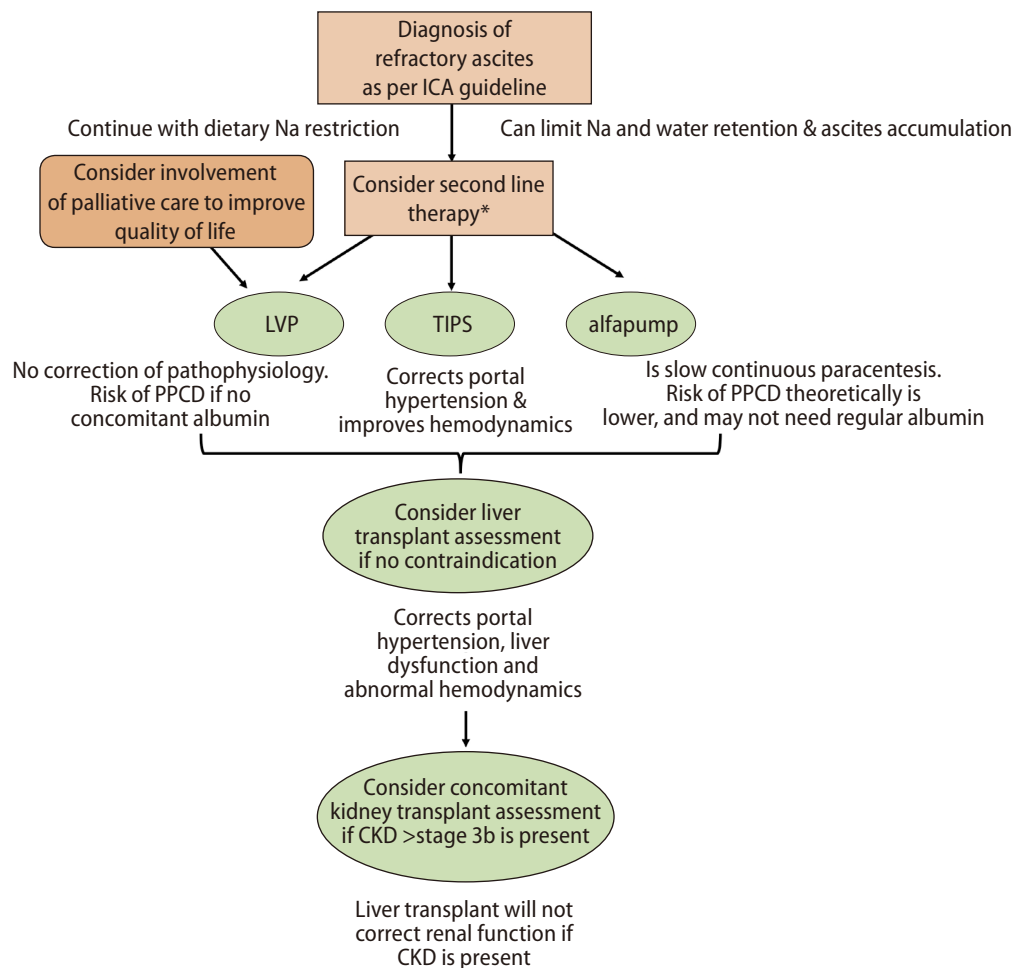 Diagnosis of
refractory ascites
as per ICA guideline
Continue with dietary Na restriction
Can limit Na and water retention & ascites accumulation
Consider involvement
of palliative care to improve
quality of life
Consider second line
therapy*
LVP
TIPS
alfapump
No correction of pathophysiology.
Risk of PPCD if no
concomitant albumin
Corrects portal
hypertension &
improves hemodynamics
Is slow continuous paracentesis.
Risk of PPCD theoretically is
lower, and may not need regular albumin
Consider liver
transplant assessment
if no contraindication
Corrects portal
hypertension, liver
dysfunction and
abnormal hemodynamics
Consider concomitant
kidney transplant assessment
if CKD >stage 3b is present
Liver transplant will not
correct renal function if
CKD is present